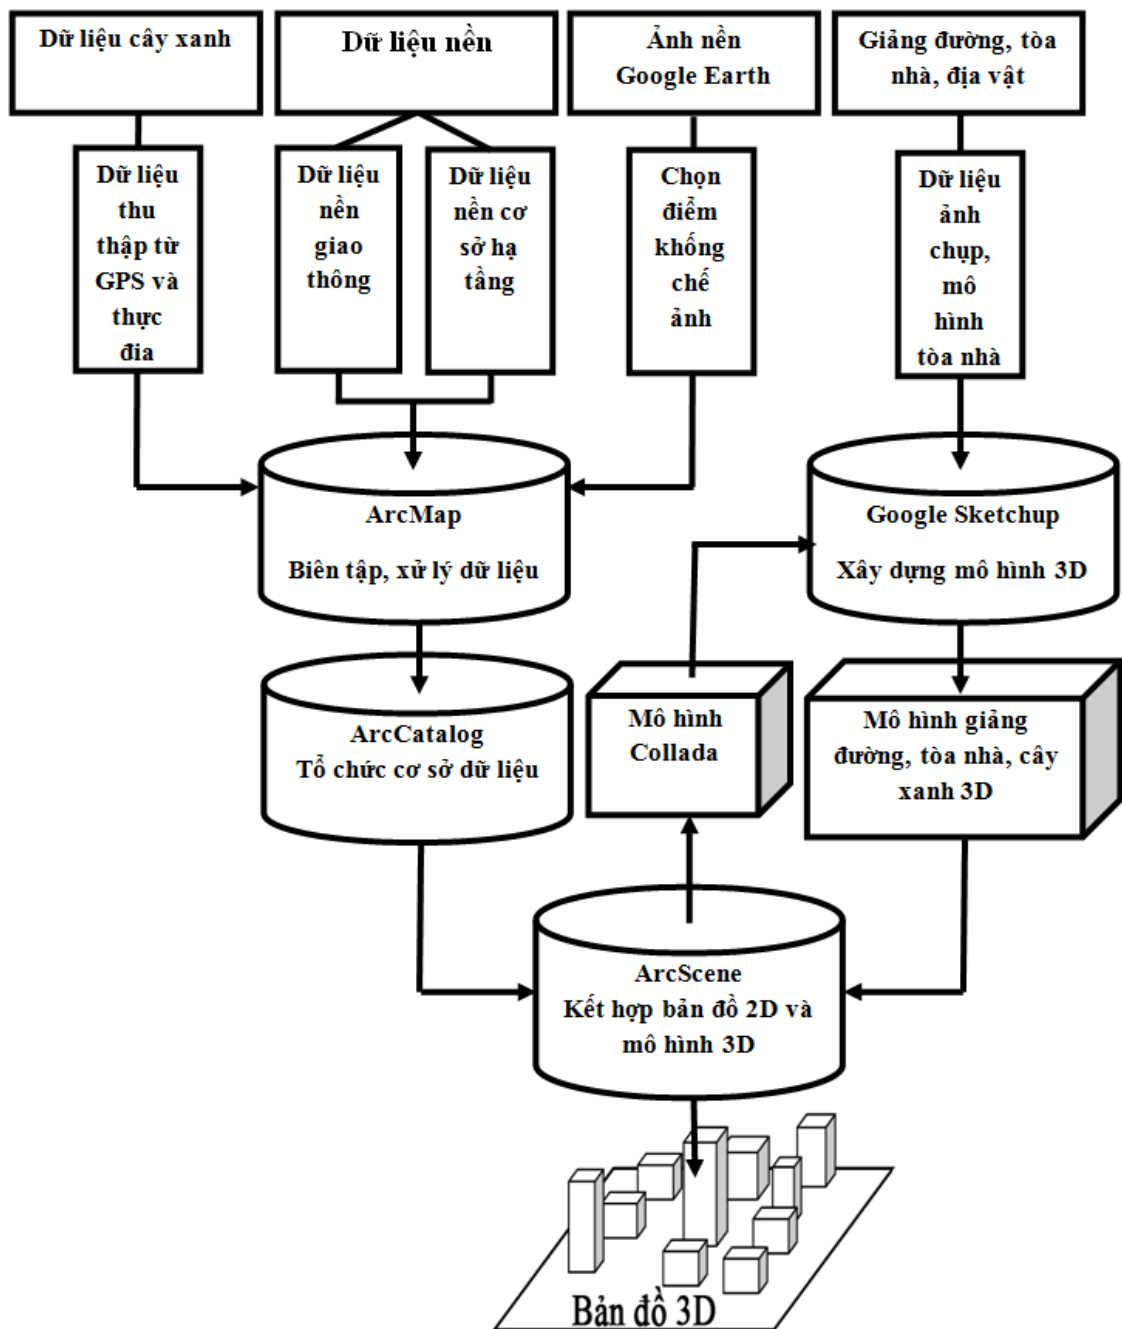 Dữ liệu cây xanh
Dữ liệu nền
Ảnh nền
Google Earth
Giảng đường, tòa
nhà, địa vật
Dữ liệu
thu
thập từ
GPS và
thực
đia
Dữ liệu
nền
giao
thông
Dữ liệu
nền cơ
sở hạ
tầng
Chọn
điểm
khống
chế
ảnh
Dữ liệu
ảnh
chụp,
mô
hình
tòa nhà
ArcMap
Biên tập, xử lý dữ liệu
Google Sketchup
Xây dựng mô hình 3D
ArcCatalog
Tổ chức cơ sở dữ liệu
Mô hình
Collada
Mô hình giảng
đường, tòa nhà, cây
xanh 3D
ArcScene
Kết hợp bản đồ 2D và
mô hình 3D
Bản đồ 3D